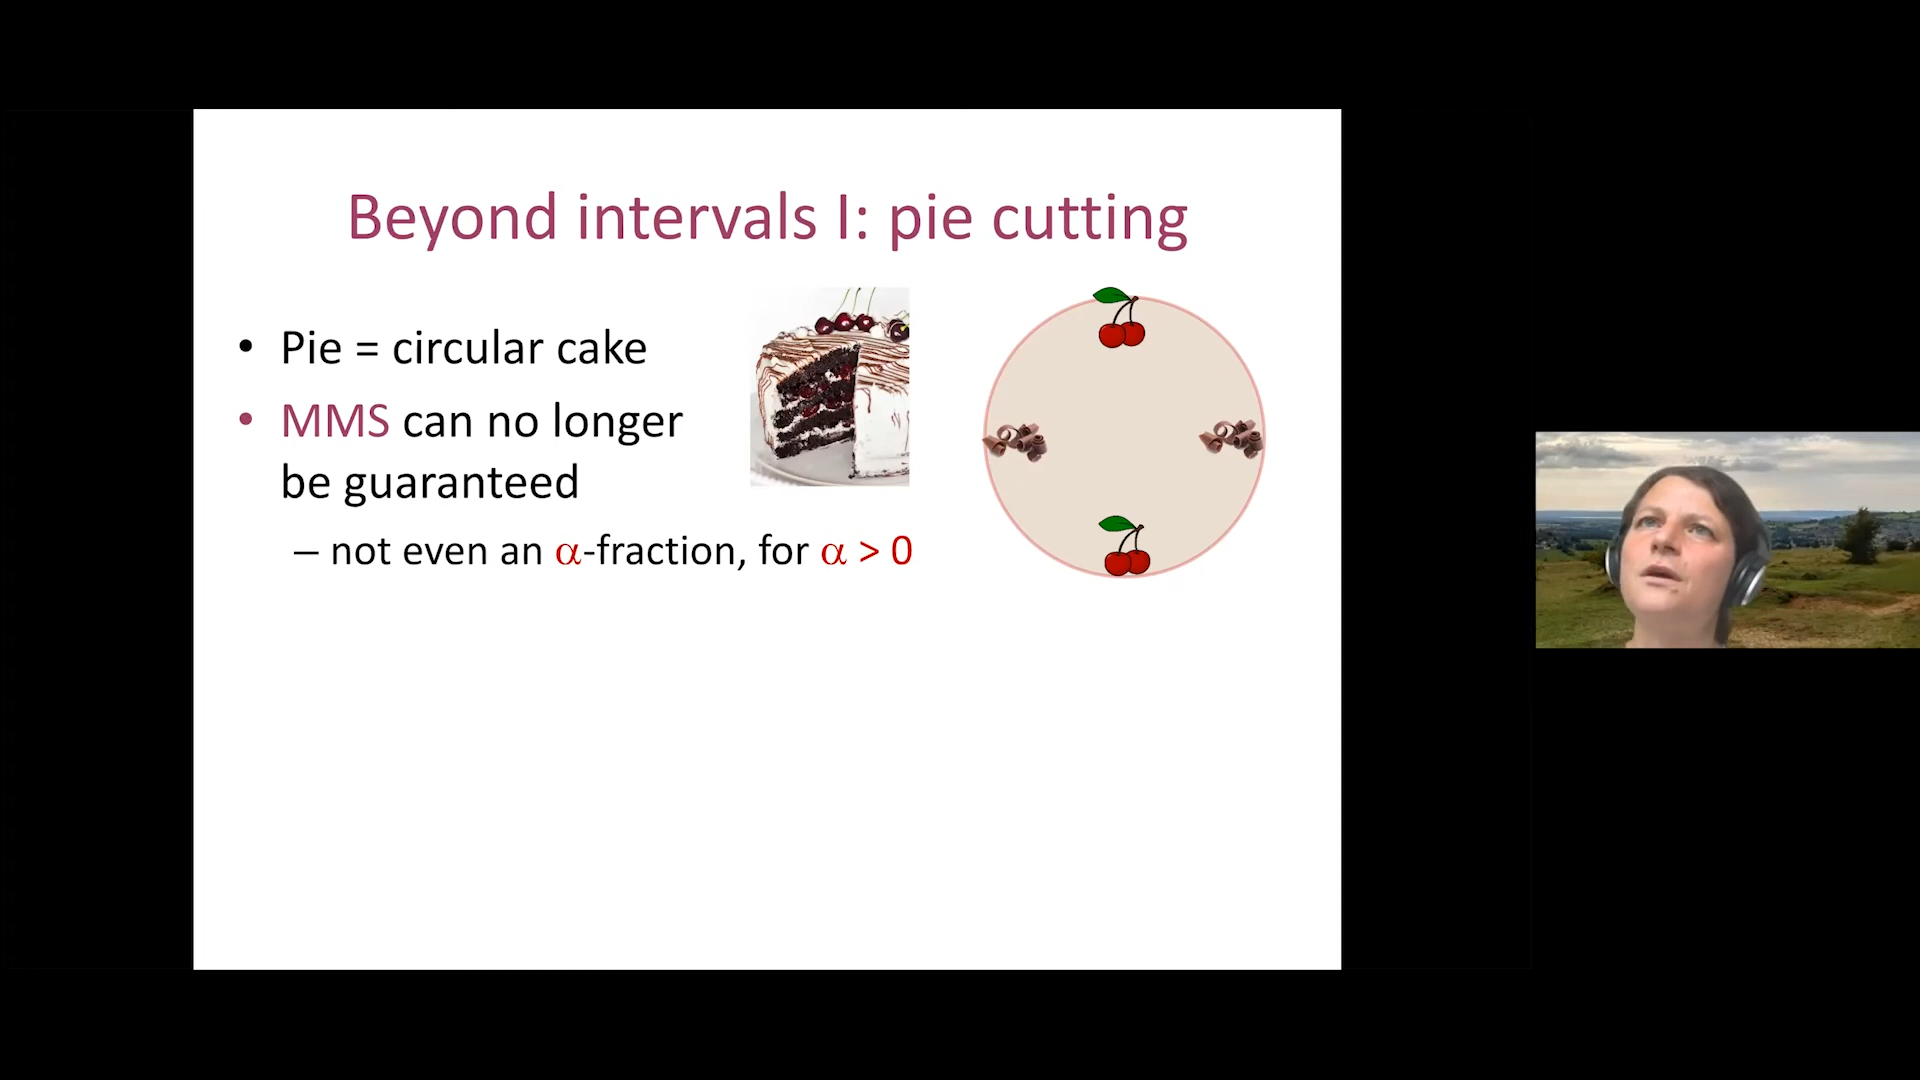 Beyond intervals I: pie cutting
• Pie = circular cake
• MMS can no longer
be guaranteed
– not even an α-fraction, for α > 0